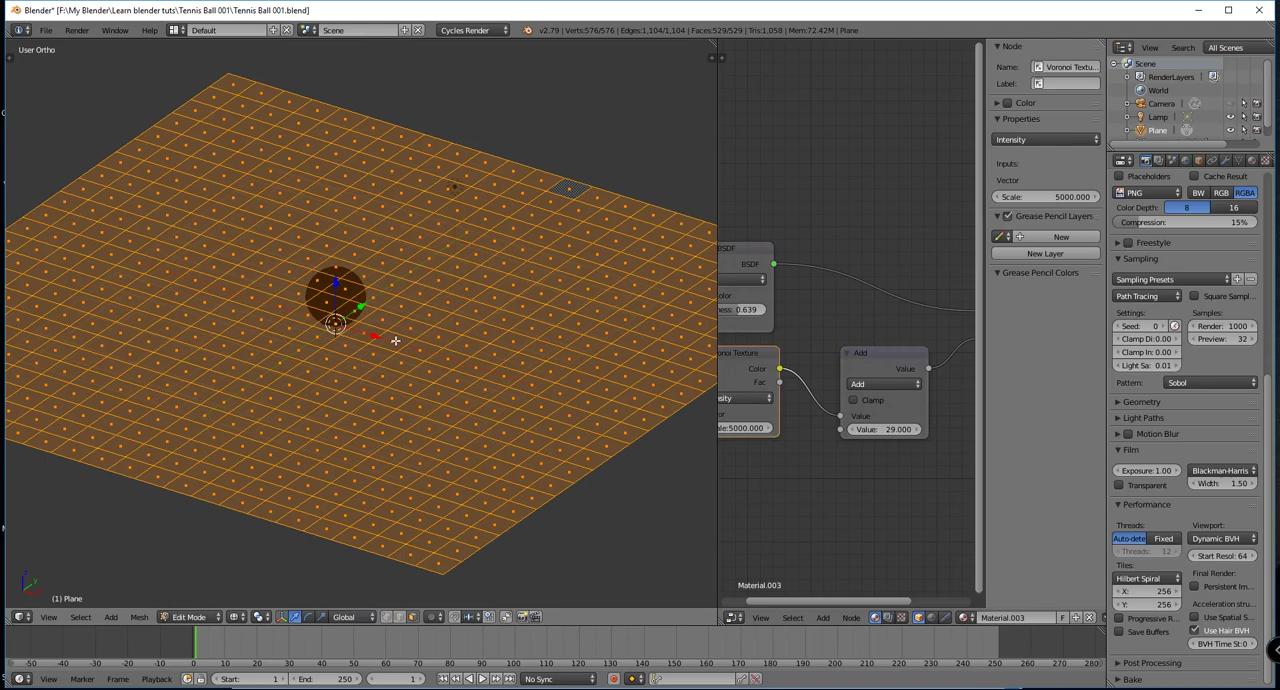 Blender* [F:\My Blender\Learn blender tuts\Tennis Ball 001\Tennis Ball 001.blend]
File Render Window Help Default Scene Cycles Render v2.79 | Verts:576/576 | Edges:1,104/1,104 | Faces:529/529 | Tris:1,058 | Mem:72.42M | Plane
User Ortho
(1) Plane
View Select Add Mesh Edit Mode Global
BSDF
BSDF
olor
ness: 0.639
onoi Texture
Color
Fac
sity
or
ale:5000.000
Add
Value
Add
Clamp
Value
Value: 29.000
Material.003
View Select Add Node Material.003 F
Node
Name: Voronoi Textu...
Label:
Color
Properties
Intensity
Inputs:
Vector
Scale: 5000.000
Grease Pencil Layers
New
New Layer
Grease Pencil Colors
View Search All Scenes
Scene
RenderLayers
World
Camera
Lamp
Plane
Placeholders Cache Result
PNG BW RGB RGBA
Color Depth: 8 16
Compression: 15%
Freestyle
Sampling
Sampling Presets
Path Tracing Square Sampl...
Settings: Samples:
Seed: 0 Render: 1000
Clamp Di:0.00 Preview: 32
Clamp In: 0.00
Light Sa: 0.01
Pattern: Sobol
Geometry
Light Paths
Motion Blur
Film
Exposure: 1.00 Blackman-Harris
Transparent Width: 1.50
Performance
Threads: Viewport:
Auto-dete Fixed Dynamic BVH
Threads: 12 Start Resol: 64
Tiles: Final Render:
Hilbert Spiral Persistent Im...
X: 256 Acceleration stru...
Y: 256 Use Spatial S...
Progressive R... Use Hair BVH
Save Buffers BVH Time St:0
Post Processing
Bake
-50 -40 -30 -20 -10 0 10 20 30 40 50 60 70 80 90 100 110 120 130 140 150 160 170 180 190 200 210 220 230 240 250 260 270 280
View Marker Frame Playback Start: 1 End: 250 1 No Sync